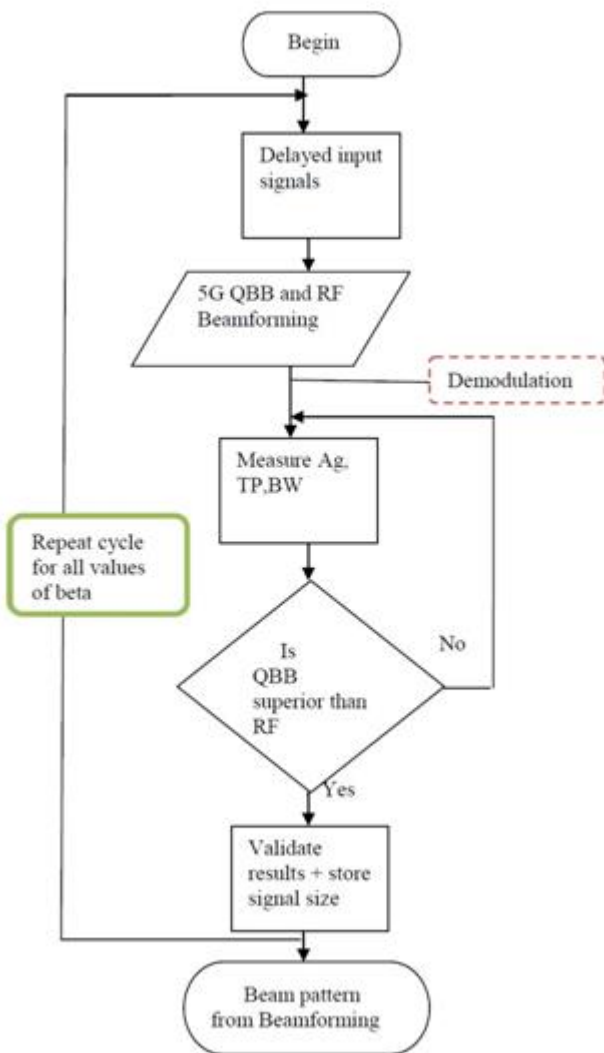 Begin
Delayed input
signals
5G QBB and RF
Beamforming
Demodulation
Measure Ag,
TP,BW
Repeat cycle
for all values
of beta
No
Is
QBB
superior than
RF
Yes
Validate
results + store
signal size
Beam pattern
from Beamforming